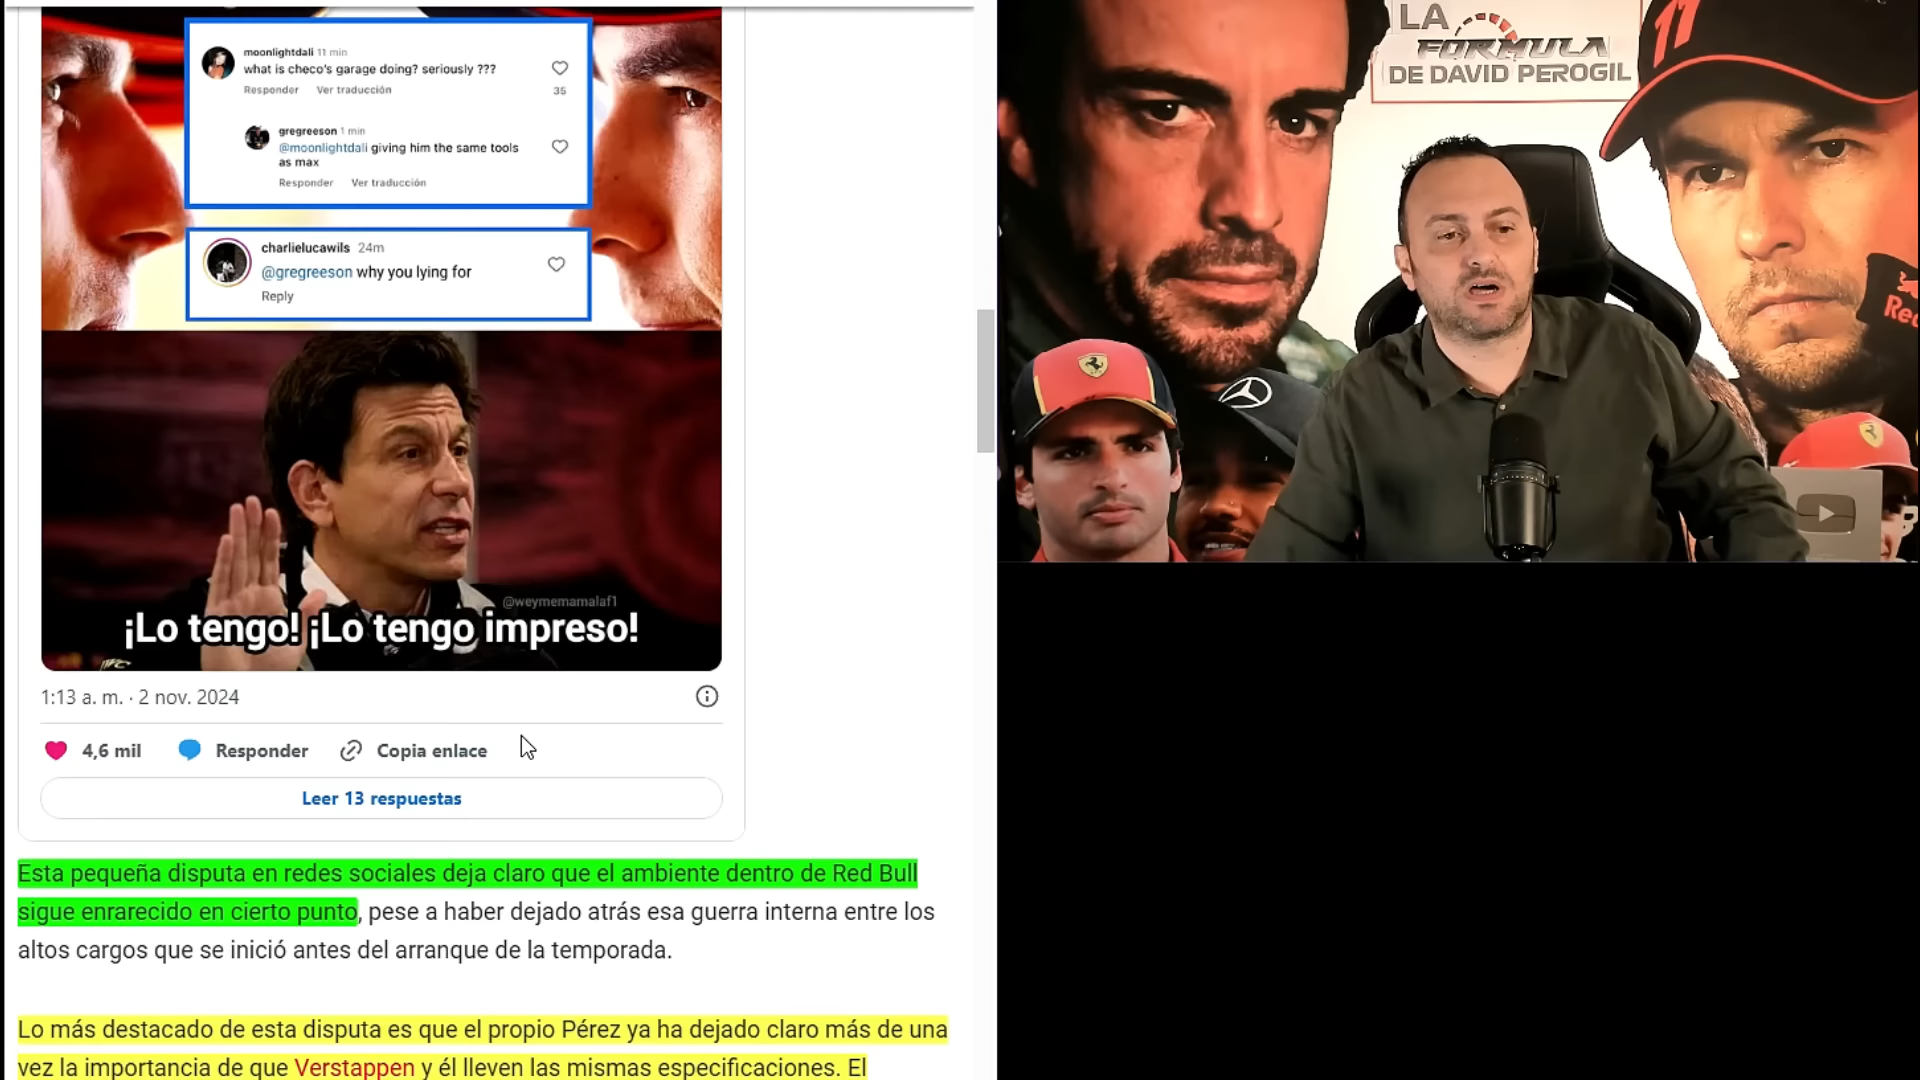 moonlightdali 11 min
what is checo's garage doing? seriously ???
Responder Ver traducción
35
gregreeson 1 min
@moonlightdali giving him the same tools
as max
Responder Ver traducción
charlielucawils 24m
@gregreeson why you lying for
Reply
@weymemamalaf1
¡Lo tengo! ¡Lo tengo impreso!
1:13 a. m. · 2 nov. 2024
4,6 mil Responder Copia enlace
Leer 13 respuestas
Esta pequeña disputa en redes sociales deja claro que el ambiente dentro de Red Bull
sigue enrarecido en cierto punto, pese a haber dejado atrás esa guerra interna entre los
altos cargos que se inició antes del arranque de la temporada.
Lo más destacado de esta disputa es que el propio Pérez ya ha dejado claro más de una
vez la importancia de que Verstappen y él lleven las mismas especificaciones. El
LA
FORMULA
DE DAVID PEROGIL
11
Red